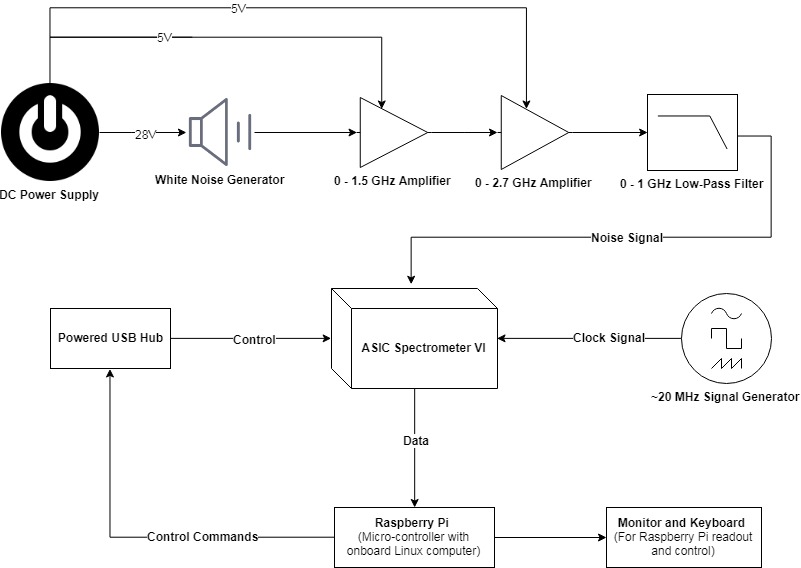 5V
5V
28V
DC Power Supply
White Noise Generator
0 - 1.5 GHz Amplifier
0 - 2.7 GHz Amplifier
0 - 1 GHz Low-Pass Filter
Noise Signal
Powered USB Hub
Control
ASIC Spectrometer VI
Clock Signal
~20 MHz Signal Generator
Data
Control Commands
Raspberry Pi
(Micro-controller with
onboard Linux computer)
Monitor and Keyboard
(For Raspberry Pi readout
and control)